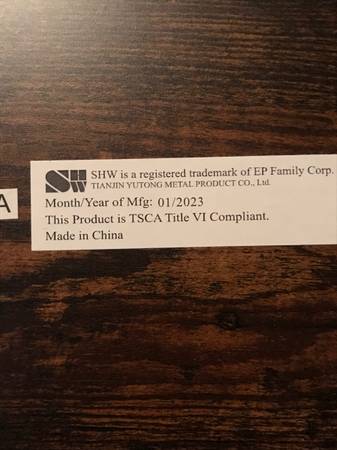 SHW
SHW is a registered trademark of EP Family Corp.
TIANJIN YUTONG METAL PRODUCT CO., Ltd.
Month/Year of Mfg: 01/2023
This Product is TSCA Title VI Compliant.
Made in China
A